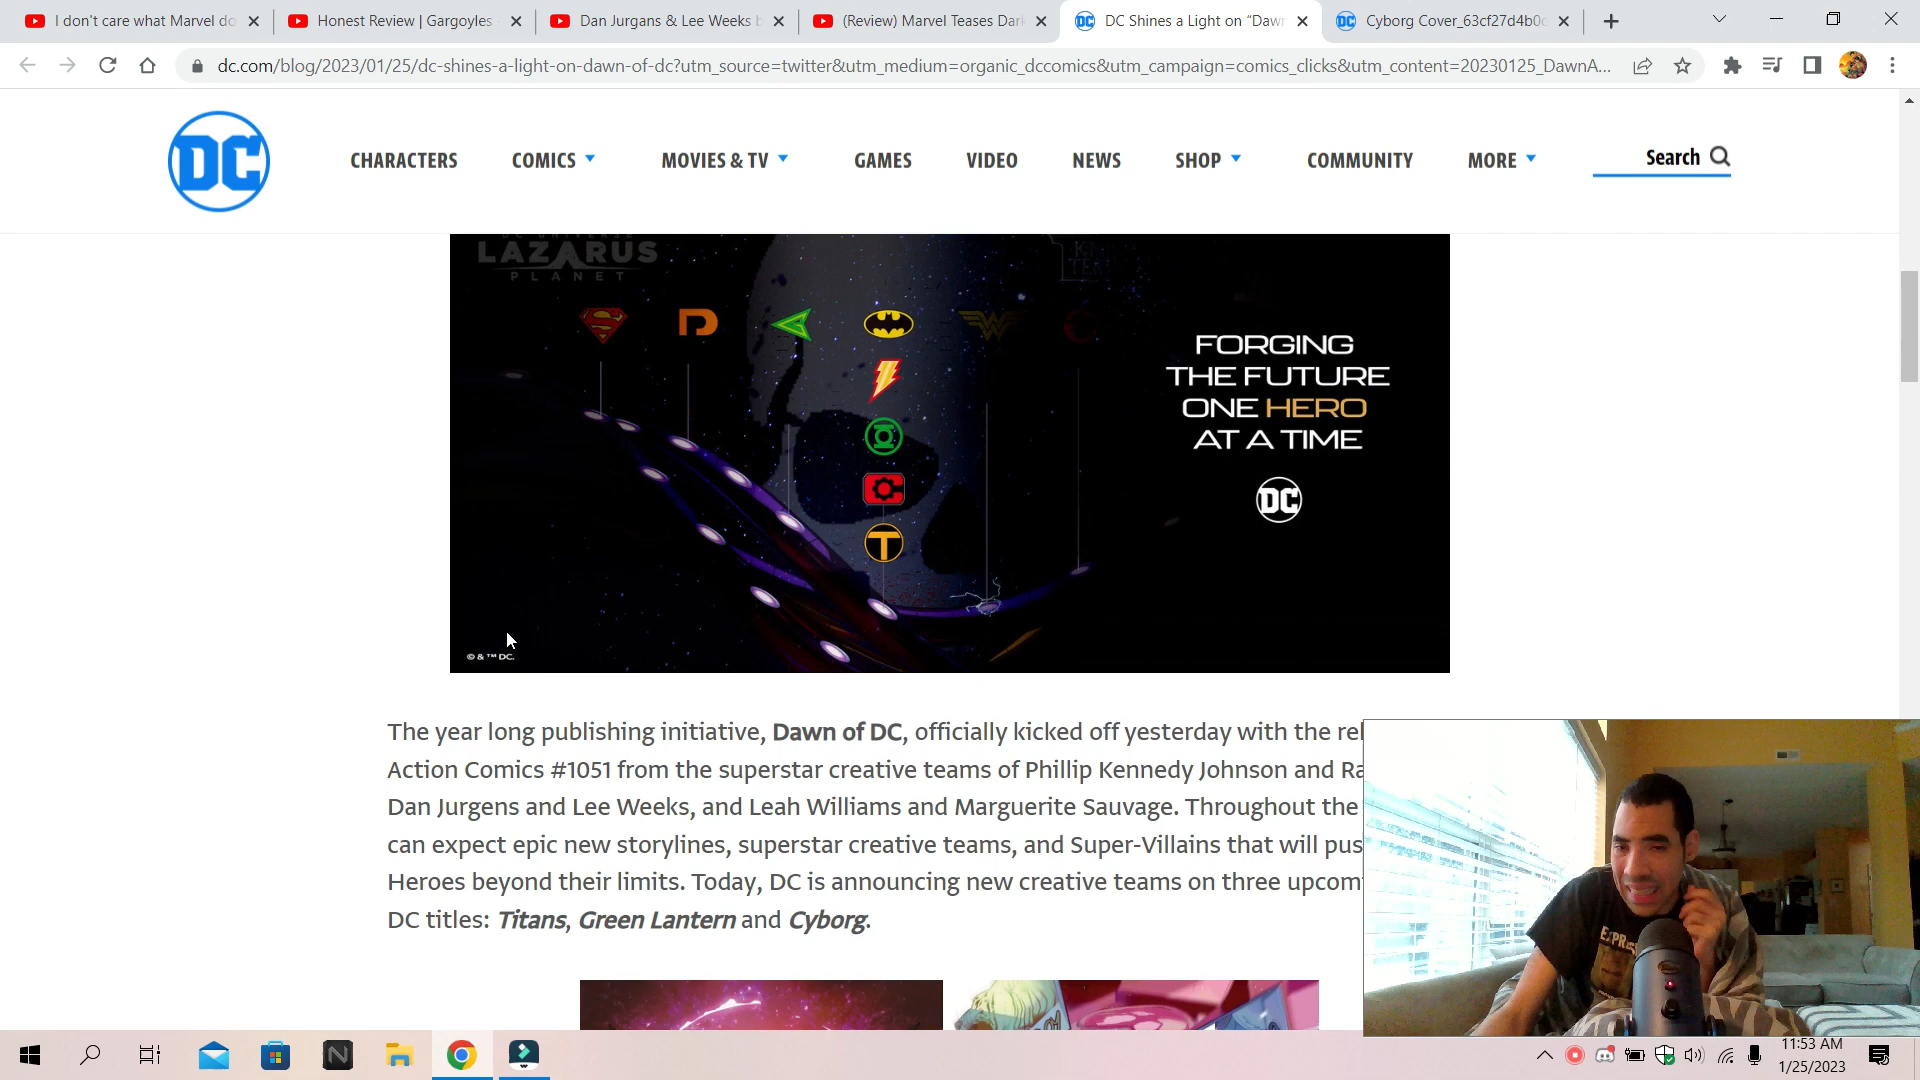 I don't care what Marvel do
Honest Review | Gargoyles
Dan Jurgans & Lee Weeks b
(Review) Marvel Teases Dar
DC Shines a Light on "Dawn
Cyborg Cover_63cf27d4b0c
dc.com/blog/2023/01/25/dc-shines-a-light-on-dawn-of-dc?utm_source=twitter&utm_medium=organic_dccomics&utm_campaign=comics_clicks&utm_content=20230125_DawnA...
DC
CHARACTERS
COMICS
MOVIES & TV
GAMES
VIDEO
NEWS
SHOP
COMMUNITY
MORE
Search
LAZARUS
PLANET
FORGING
THE FUTURE
ONE HERO
AT A TIME
DC
T
© & ™ DC.
The year long publishing initiative, Dawn of DC, officially kicked off yesterday with the rel
Action Comics #1051 from the superstar creative teams of Phillip Kennedy Johnson and Ra
Dan Jurgens and Lee Weeks, and Leah Williams and Marguerite Sauvage. Throughout the
can expect epic new storylines, superstar creative teams, and Super-Villains that will pus
Heroes beyond their limits. Today, DC is announcing new creative teams on three upcom
DC titles: Titans, Green Lantern and Cyborg.
11:53 AM
1/25/2023